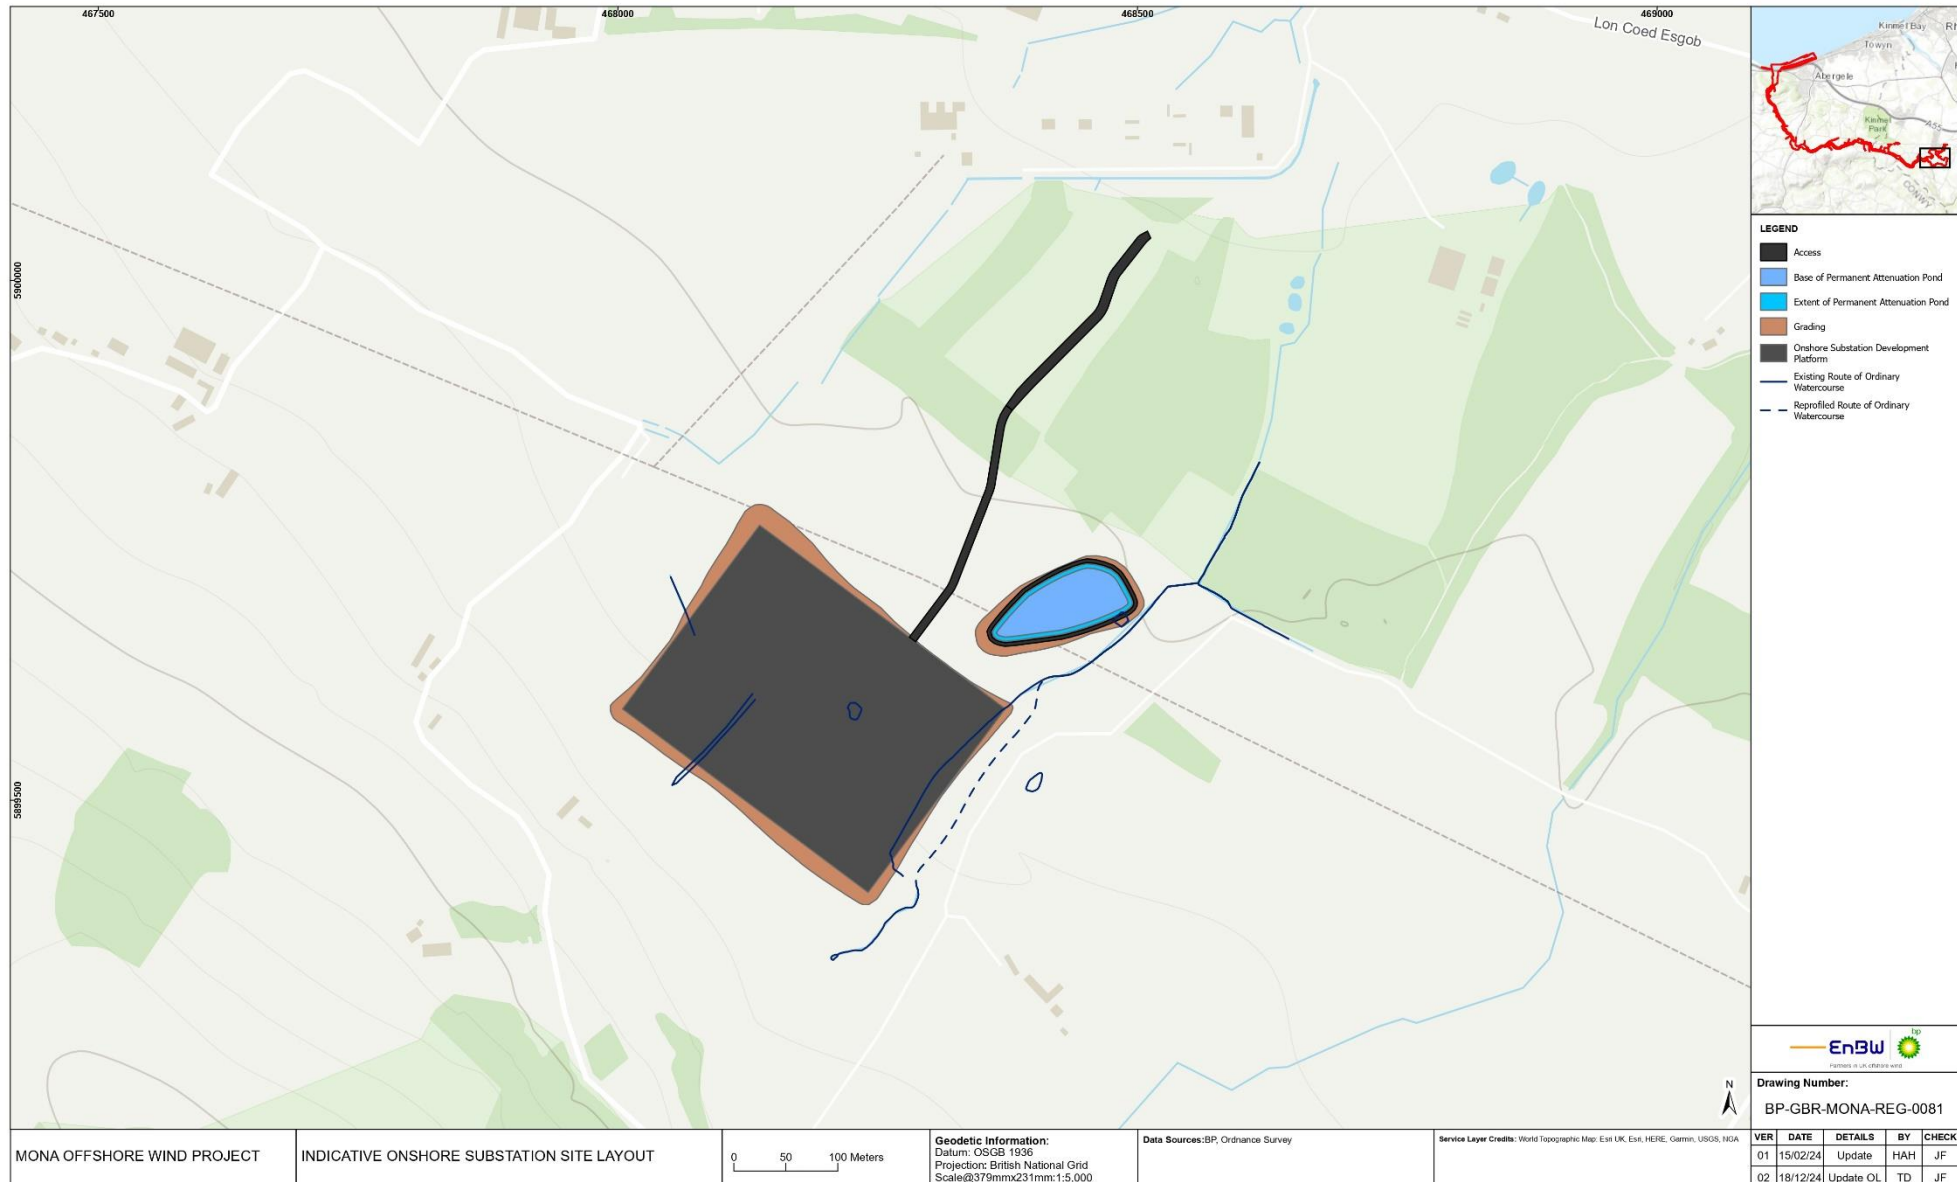 467500
468000
468500
469000
Lon Coed Esgob
5900000
5899500
Kinmel Bay
Towyn
Abergele
Kinmel
Park
A55
CONWY
LEGEND
Access
Base of Permanent Attenuation Pond
Extent of Permanent Attenuation Pond
Grading
Onshore Substation Development
Platform
Existing Route of Ordinary
Watercourse
Reprofiled Route of Ordinary
Watercourse
N
EnBW
bp
Partners in UK offshore wind
Drawing Number:
BP-GBR-MONA-REG-0081
MONA OFFSHORE WIND PROJECT
INDICATIVE ONSHORE SUBSTATION SITE LAYOUT
0 50 100 Meters
Geodetic Information:
Datum: OSGB 1936
Projection: British National Grid
Scale@379mmx231mm:1:5,000
Data Sources:BP, Ordnance Survey
Service Layer Credits: World Topographic Map: Esri UK, Esri, HERE, Garmin, USGS, NGA
VER DATE DETAILS BY CHECK
01 15/02/24 Update HAH JF
02 18/12/24 Update OL TD JF